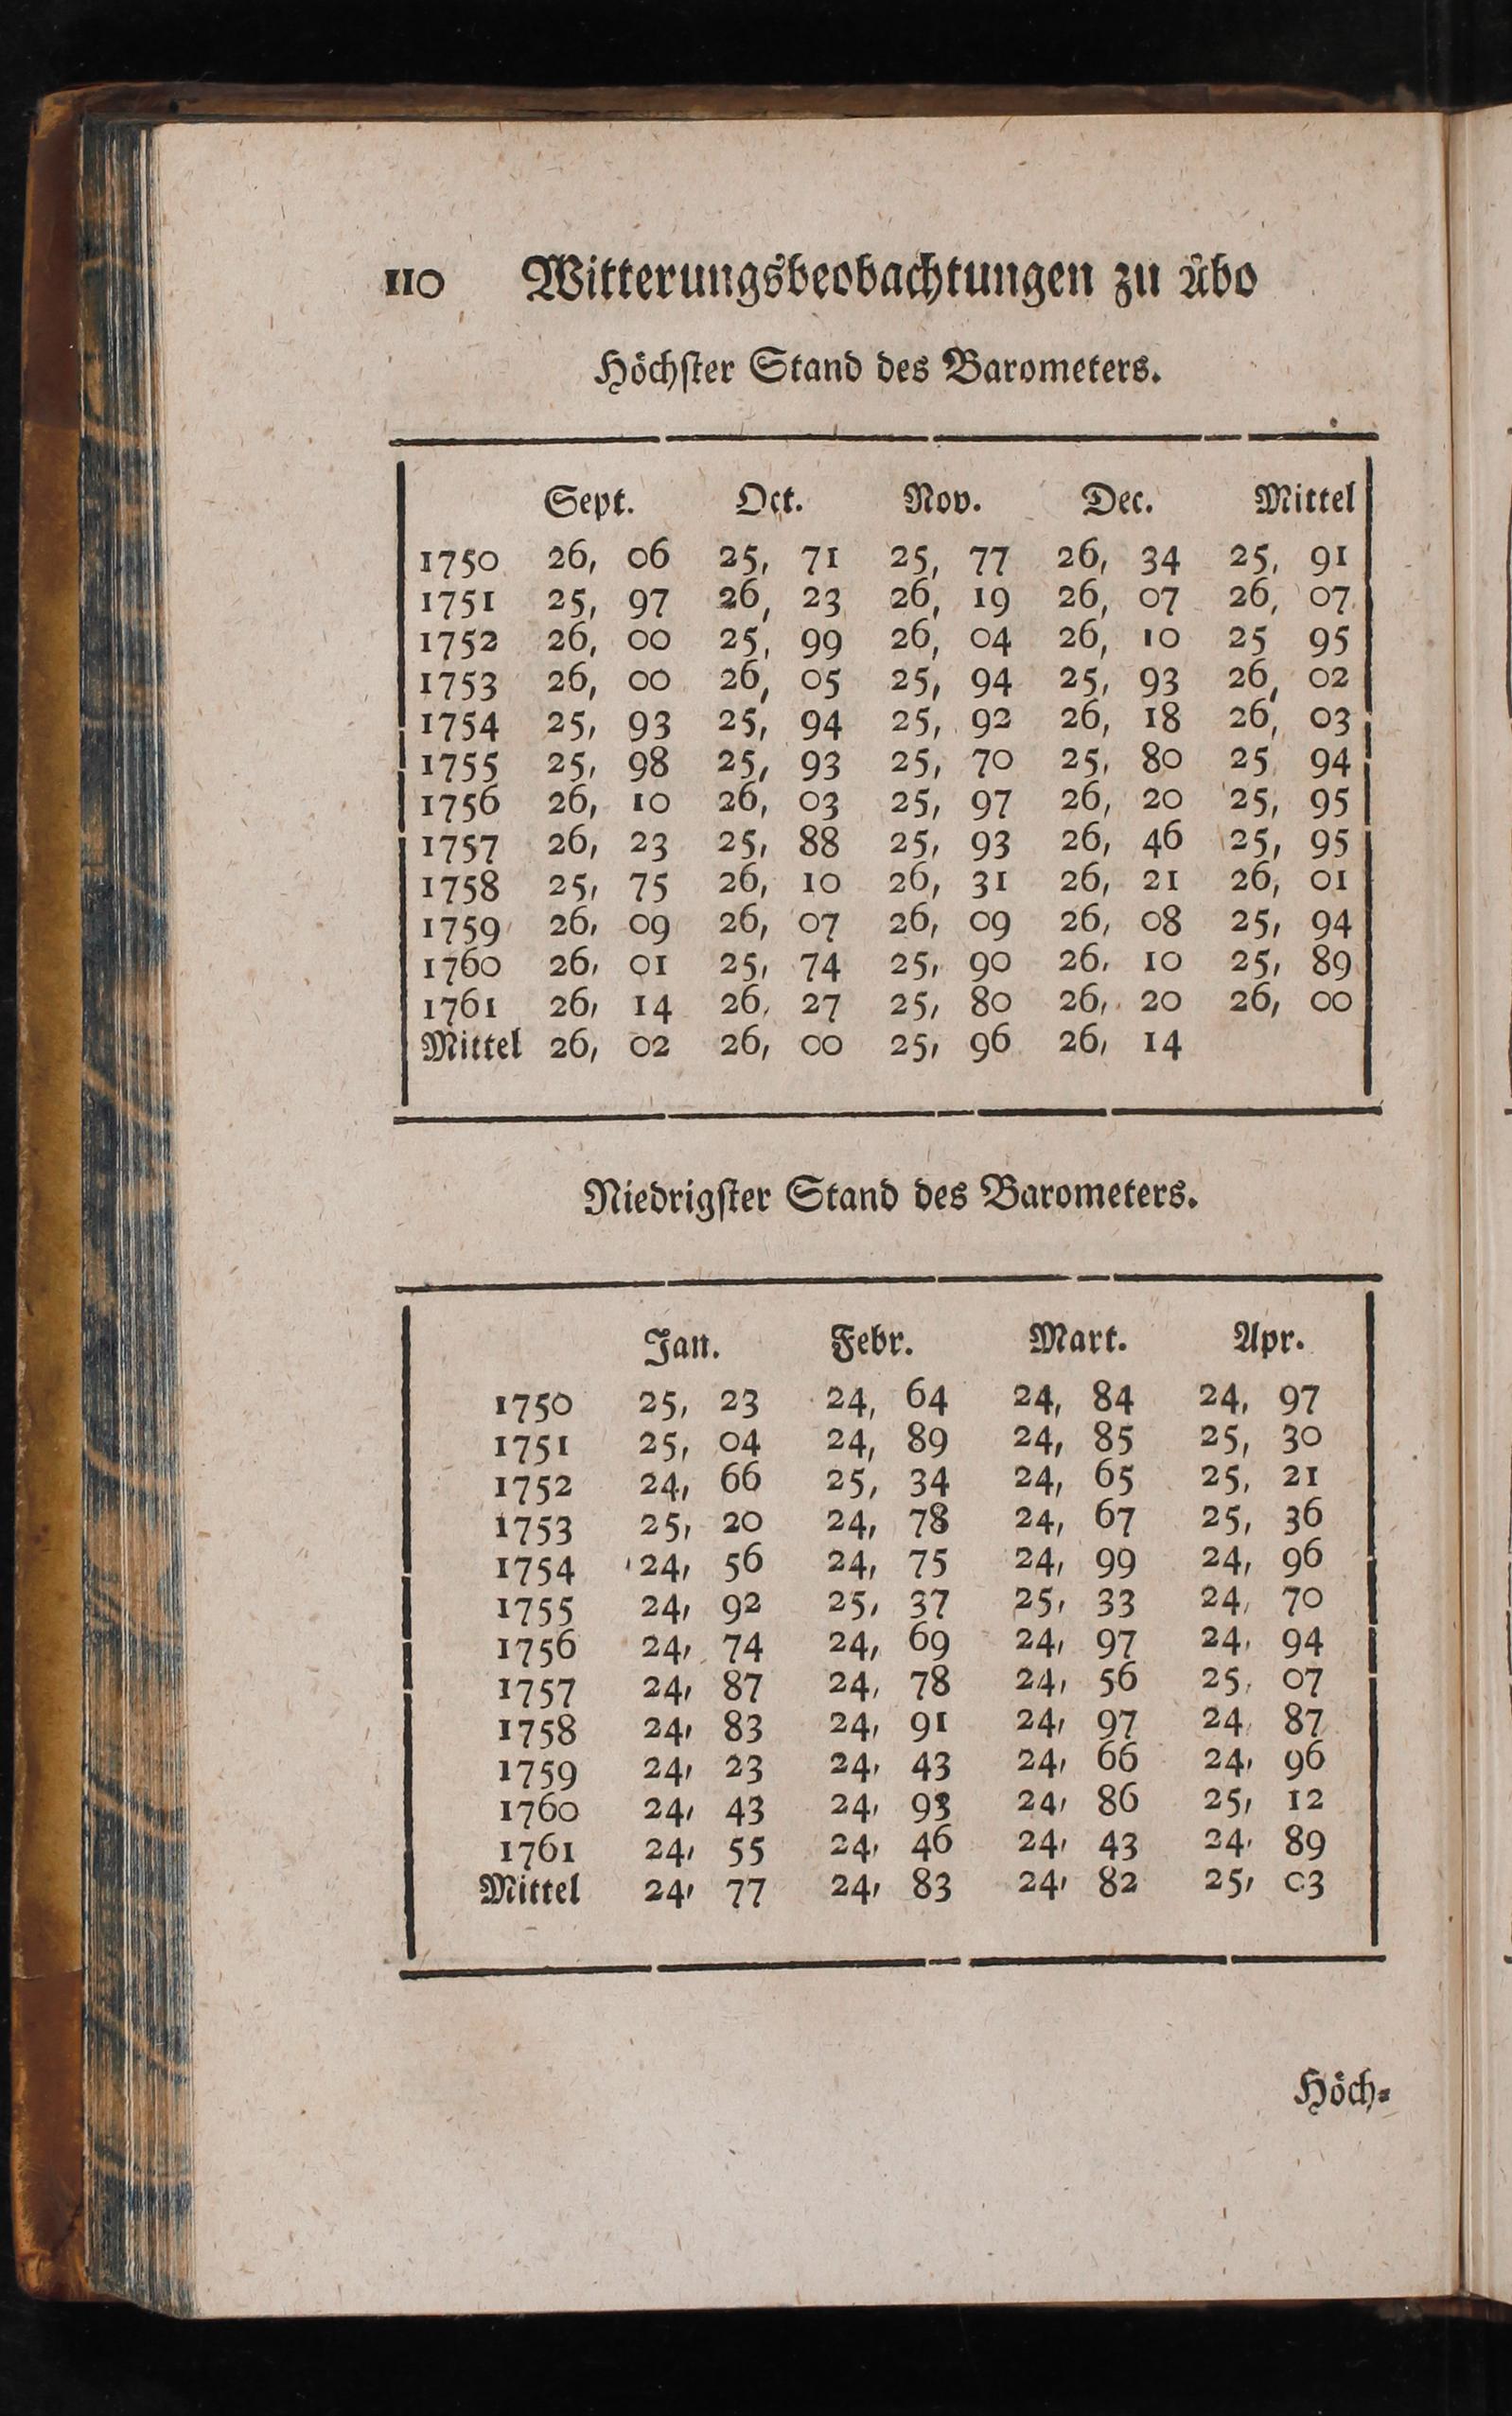 110 Witterungsbeobachtungen zu Åbo
Höchſter Stand des Barometers.
Sept. Oct. Nov. Dec. Mittel
1750 26, 06 25, 71 25, 77 26, 34 25, 91
1751 25, 97 26, 23 26, 19 26, 07 26, 07
1752 26, 00 25, 99 26, 04 26, 10 25 95
1753 26, 00 26, 05 25, 94 25, 93 26, 02
1754 25, 93 25, 94 25, 92 26, 18 26, 03
1755 25, 98 25, 93 25, 70 25, 80 25 94
1756 26, 10 26, 03 25, 97 26, 20 25, 95
1757 26, 23 25, 88 25, 93 26, 46 25, 95
1758 25, 75 26, 10 26, 31 26, 21 26, 01
1759 26, 09 26, 07 26, 09 26, 08 25, 94
1760 26, 01 25, 74 25, 90 26, 10 25, 89
1761 26, 14 26, 27 25, 80 26, 20 26, 00
Mittel 26, 02 26, 00 25, 96 26, 14
Niedrigſter Stand des Barometers.
Jan. Febr. Mart. Apr.
1750 25, 23 24, 64 24, 84 24, 97
1751 25, 04 24, 89 24, 85 25, 30
1752 24, 66 25, 34 24, 65 25, 21
1753 25, 20 24, 78 24, 67 25, 36
1754 24, 56 24, 75 24, 99 24, 96
1755 24, 92 25, 37 25, 33 24, 70
1756 24, 74 24, 69 24, 97 24, 94
1757 24, 87 24, 78 24, 56 25, 07
1758 24, 83 24, 91 24, 97 24, 87
1759 24, 23 24, 43 24, 66 24, 96
1760 24, 43 24, 93 24, 86 25, 12
1761 24, 55 24, 46 24, 43 24, 89
Mittel 24, 77 24, 83 24, 82 25, 03
Höch⸗